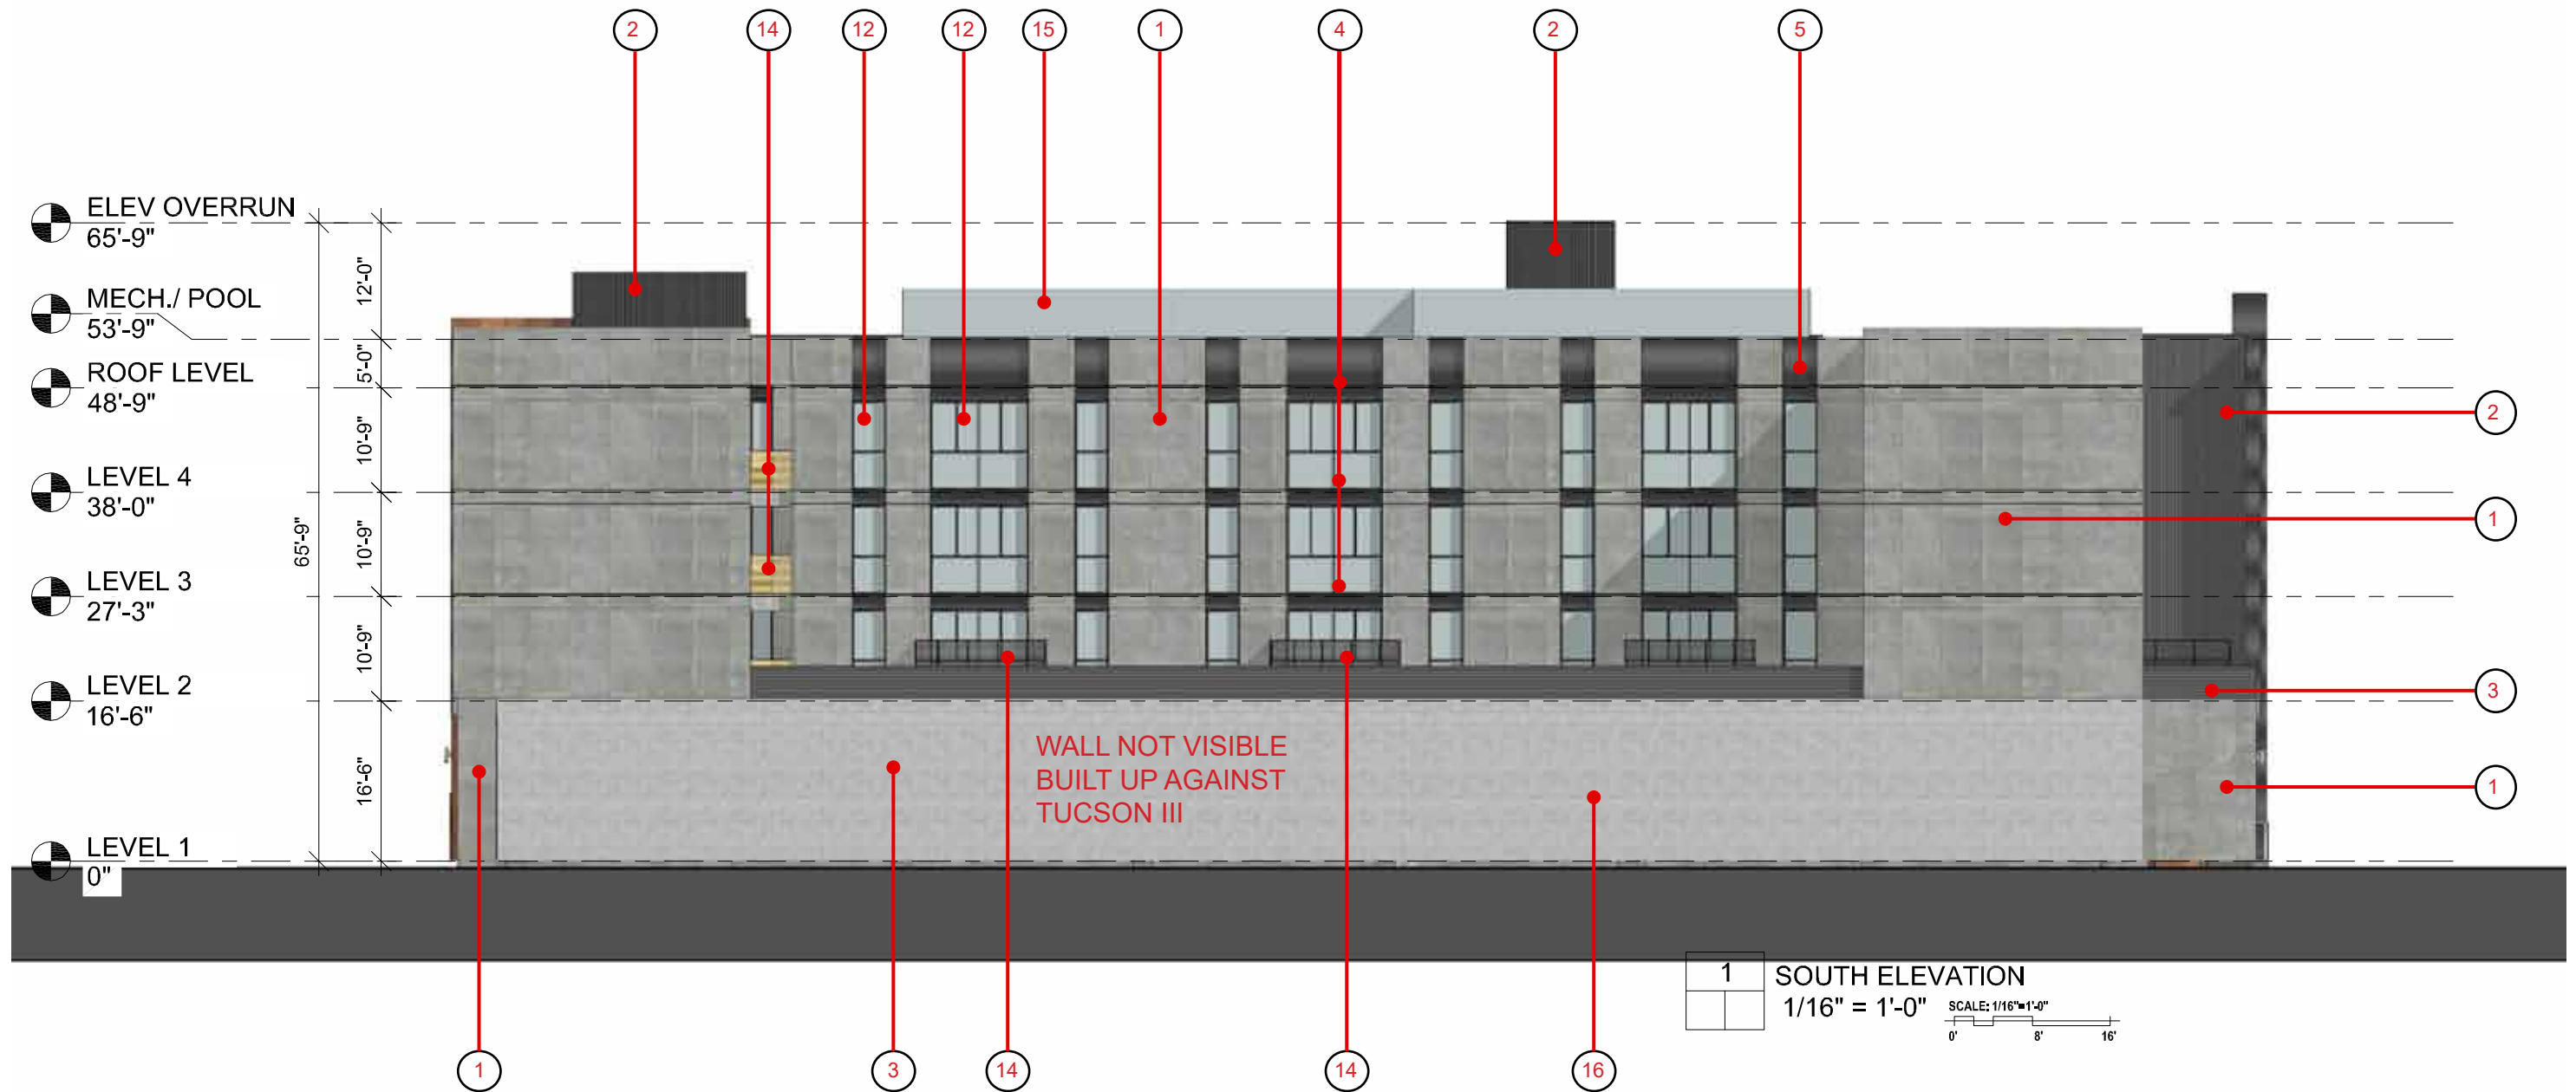 2 14 12 12 15 1 4 2 5
ELEV OVERRUN
65'-9"
12'-0"
MECH./ POOL
53'-9"
5'-0"
ROOF LEVEL
48'-9"
2
10'-9"
LEVEL 4
38'-0"
1
65'-9"
10'-9"
LEVEL 3
27'-3"
10'-9"
LEVEL 2
16'-6"
3
WALL NOT VISIBLE
BUILT UP AGAINST
TUCSON III
16'-6"
1
LEVEL 1
0"
1
SOUTH ELEVATION
1/16" = 1'-0"
SCALE: 1/16"=1'-0"
0' 8' 16'
1 3 14 14 16